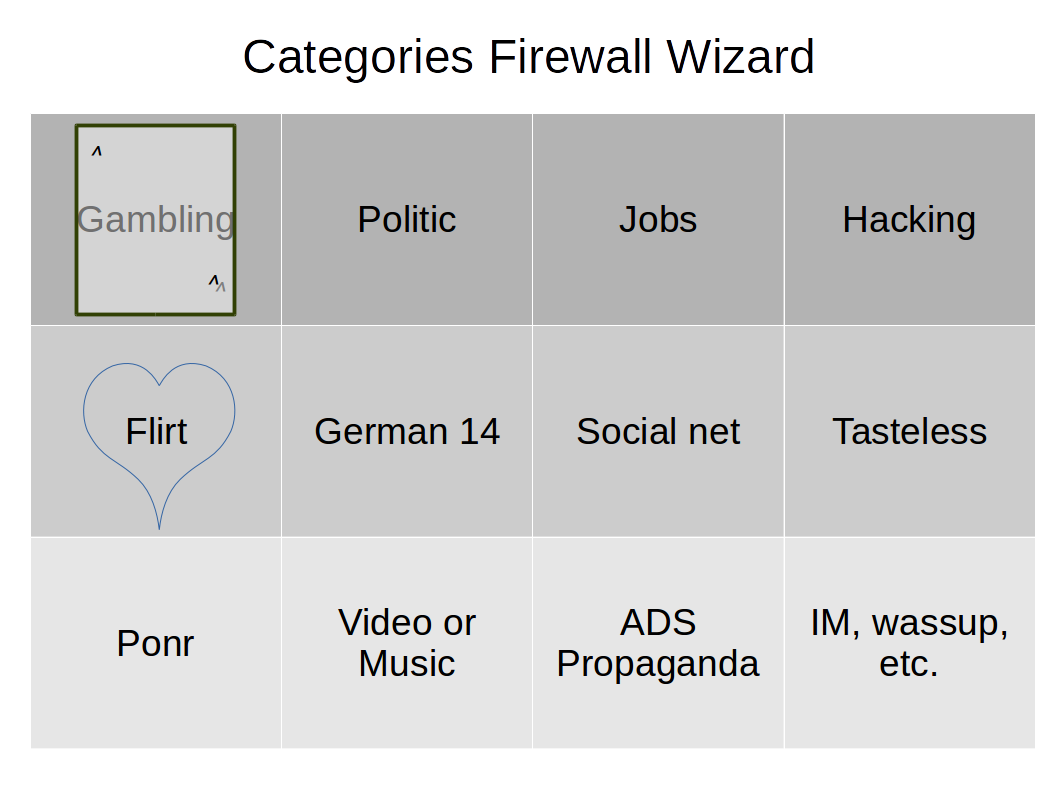 Categories Firewall Wizard
^
Gambling
^
^
Politic
Jobs
Hacking
Flirt
German 14
Social net
Tasteless
Ponr
Video or
Music
ADS
Propaganda
IM, wassup,
etc.